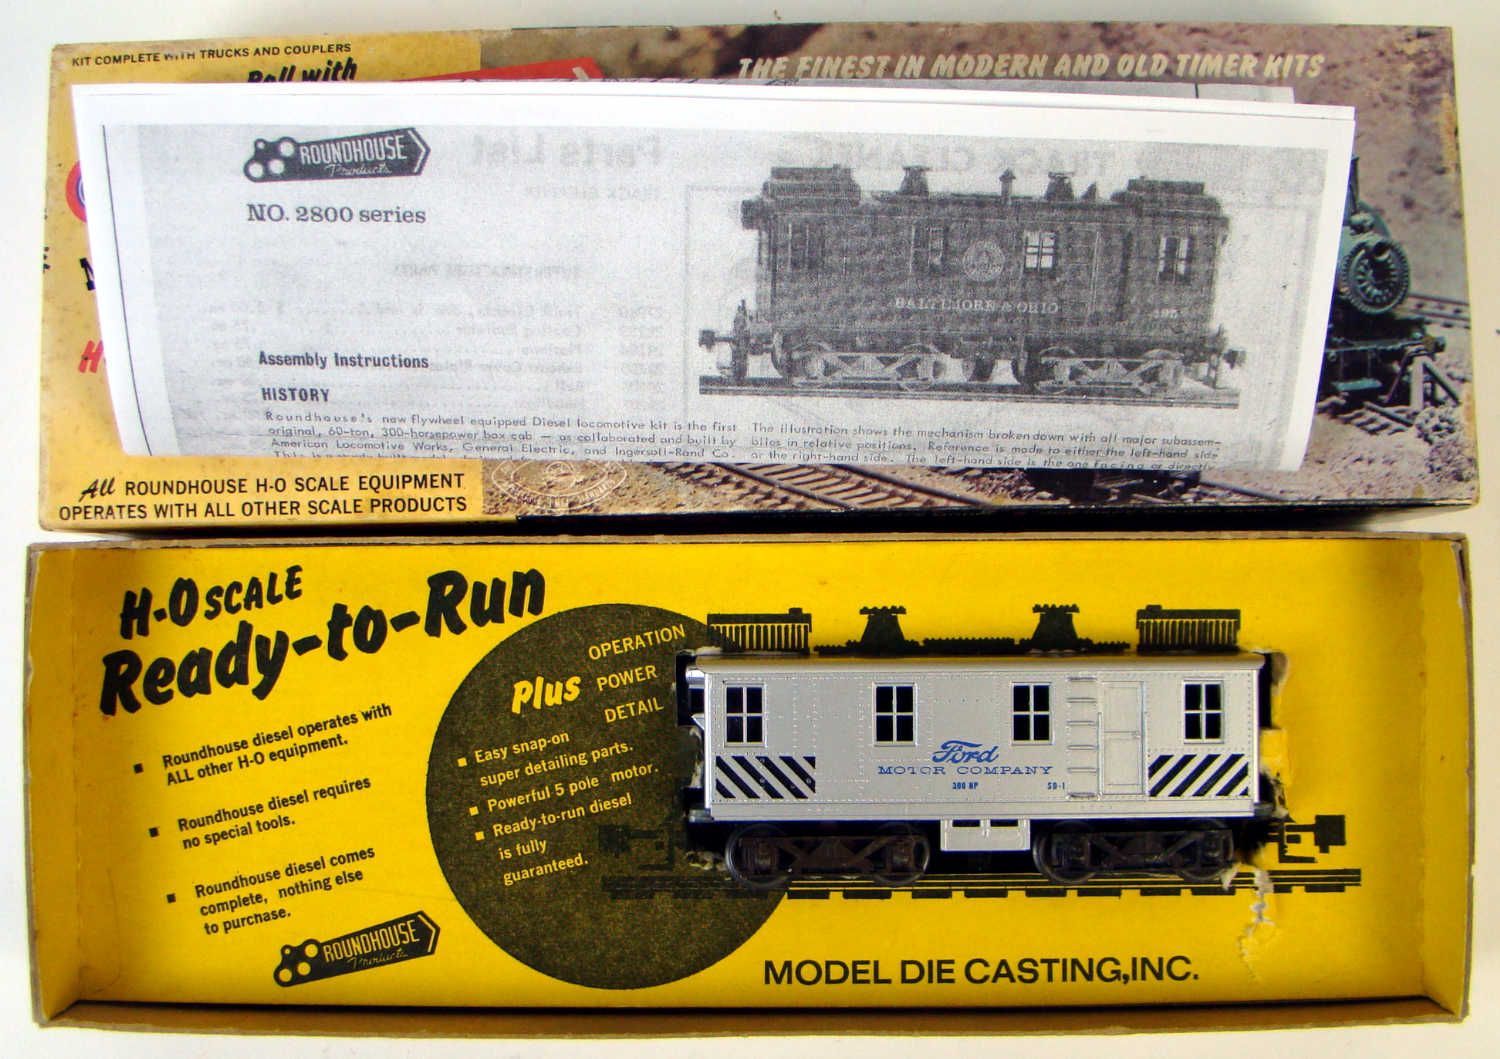 KIT COMPLETE WITH TRUCKS AND COUPLERS
Roll with
THE FINEST IN MODERN AND OLD TIMER KITS
ROUNDHOUSE
Products
Parts List
TRACK CLEANER
NO. 2800 series
BALTIMORE & OHIO
Assembly Instructions
HISTORY
Roundhouse's new flywheel equipped Diesel locomotive kit is the first
original, 60-ton, 300-horsepower box cab — as collaborated and built by
American Locomotive Works, General Electric, and Ingersoll-Rand Co.
The illustration shows the mechanism broken down with all major subassem-
blies in relative positions. Reference is made to either the left-hand side
or the right-hand side. The left-hand side is the one facing or directly
All ROUNDHOUSE H-O SCALE EQUIPMENT
OPERATES WITH ALL OTHER SCALE PRODUCTS
H-O SCALE
Ready-to-Run
Plus
OPERATION
POWER
DETAIL
▪ Roundhouse diesel operates with
ALL other H-O equipment.
▪ Roundhouse diesel requires
no special tools.
▪ Roundhouse diesel comes
complete, nothing else
to purchase.
▪ Easy snap-on
super detailing parts.
▪ Powerful 5 pole motor.
▪ Ready-to-run diesel
is fully
guaranteed.
Ford
MOTOR COMPANY
300 HP
SD-1
ROUNDHOUSE
Products
MODEL DIE CASTING, INC.